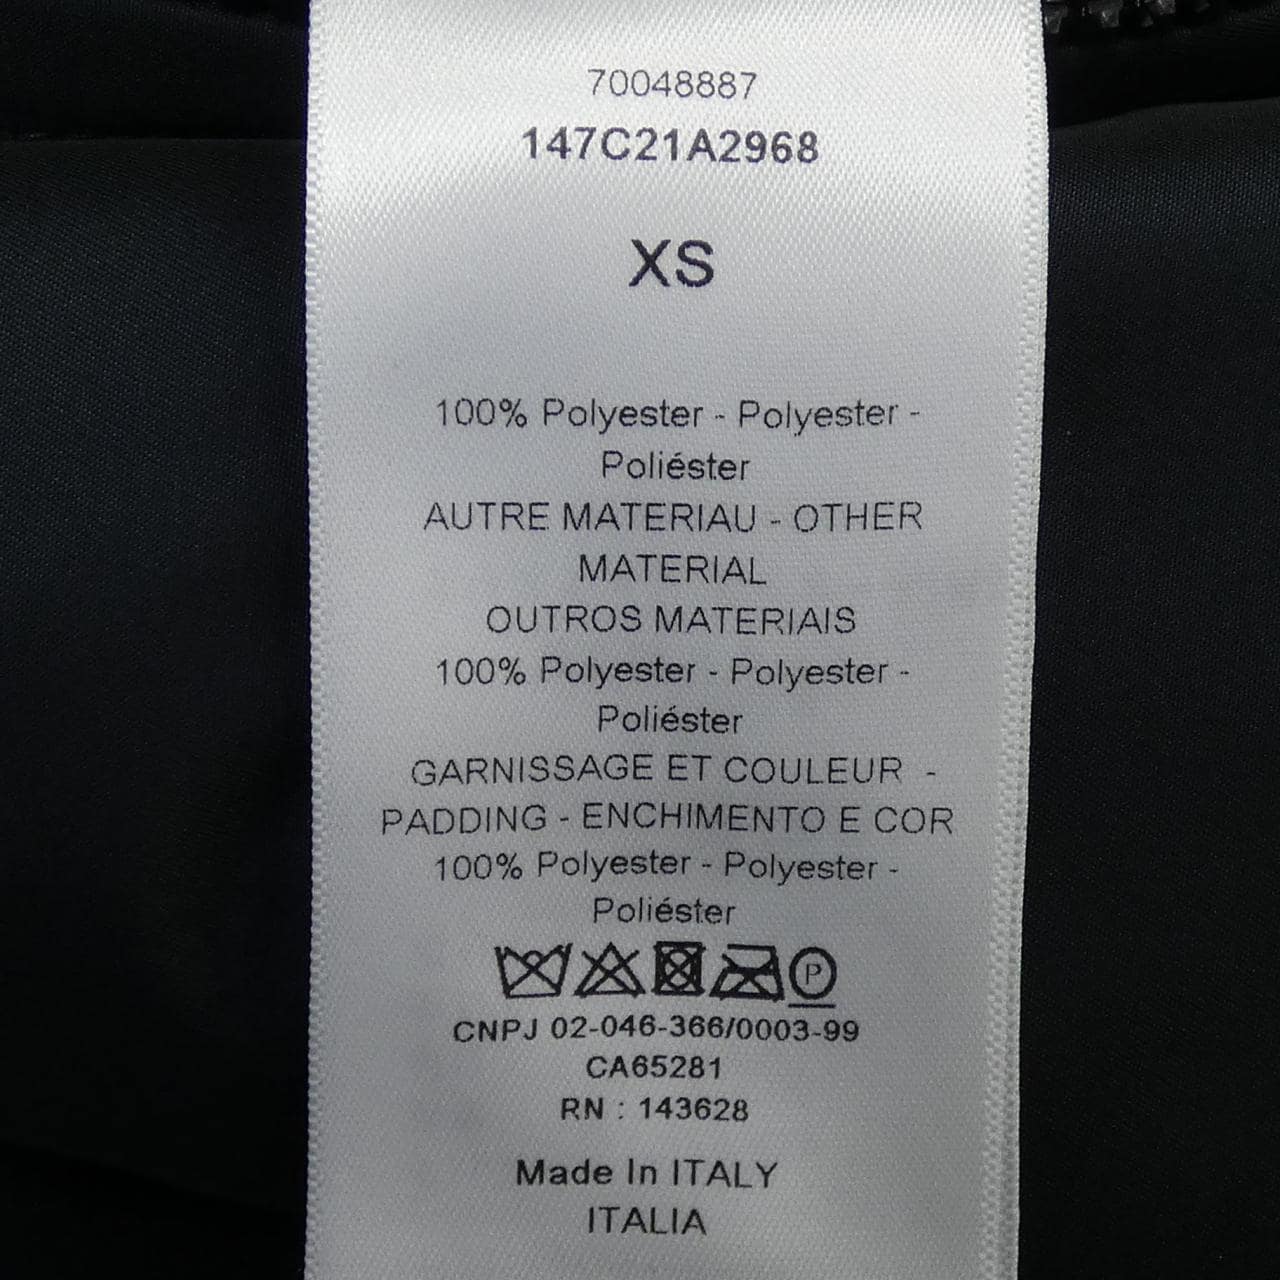 70048887
147C21A2968
XS
100% Polyester - Polyester -
Poliéster
AUTRE MATERIAU - OTHER
MATERIAL
OUTROS MATERIAIS
100% Polyester - Polyester -
Poliéster
GARNISSAGE ET COULEUR -
PADDING - ENCHIMENTO E COR
100% Polyester - Polyester -
Poliéster
P
CNPJ 02-046-366/0003-99
CA65281
RN : 143628
Made In ITALY
ITALIA